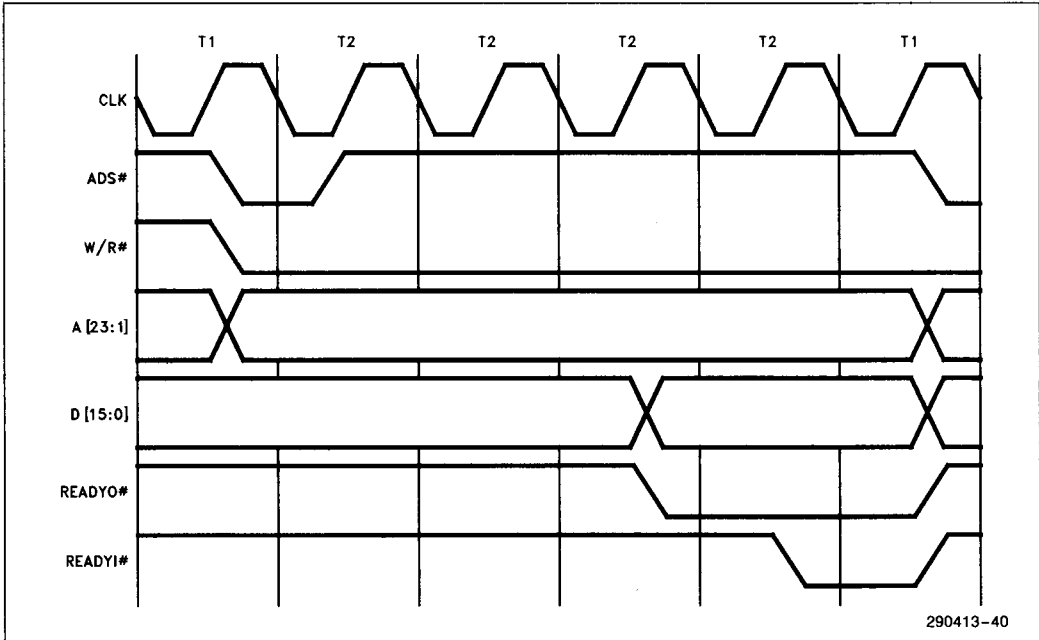 T1 T2 T2 T2 T2 T1
CLK
ADS#
W/R#
A [23:1]
D [15:0]
READYO#
READYI#
290413-40